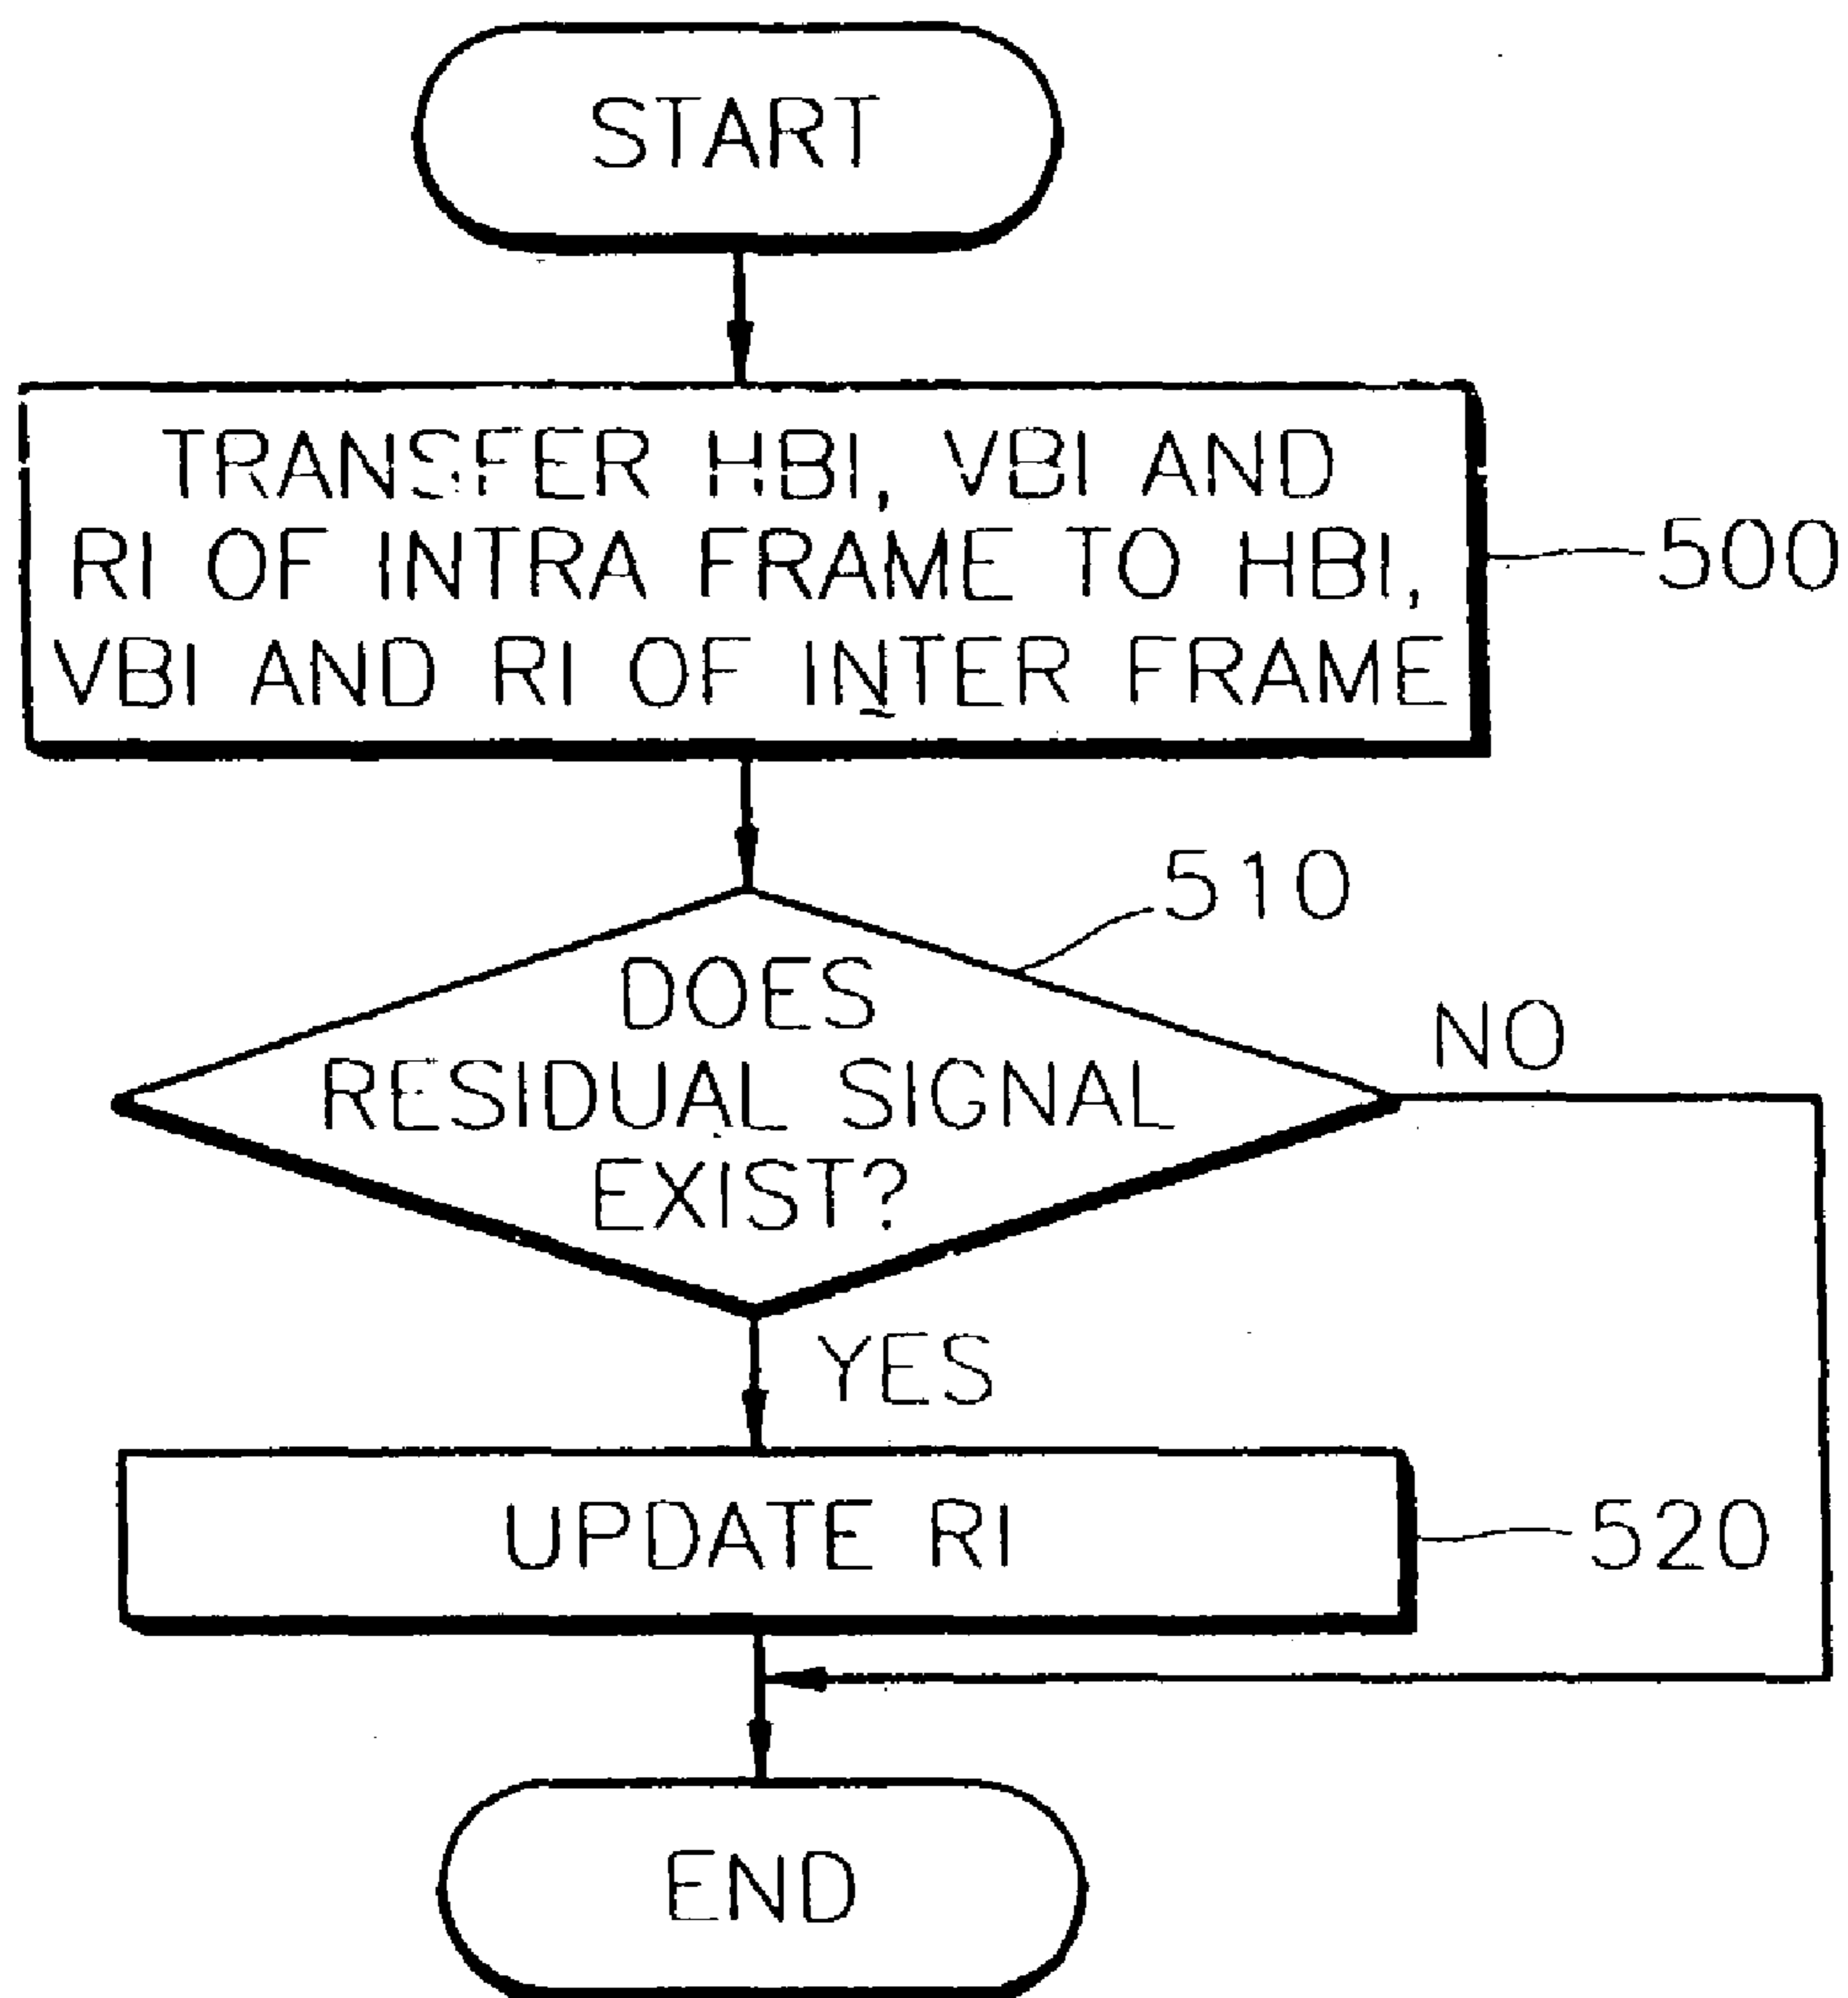 START
TRANSFER HBI, VBI AND
RI OF INTRA FRAME TO HBI,
VBI AND RI OF INTER FRAME
500
510
DOES
RESIDUAL SIGNAL
EXIST?
NO
YES
UPDATE RI
520
END